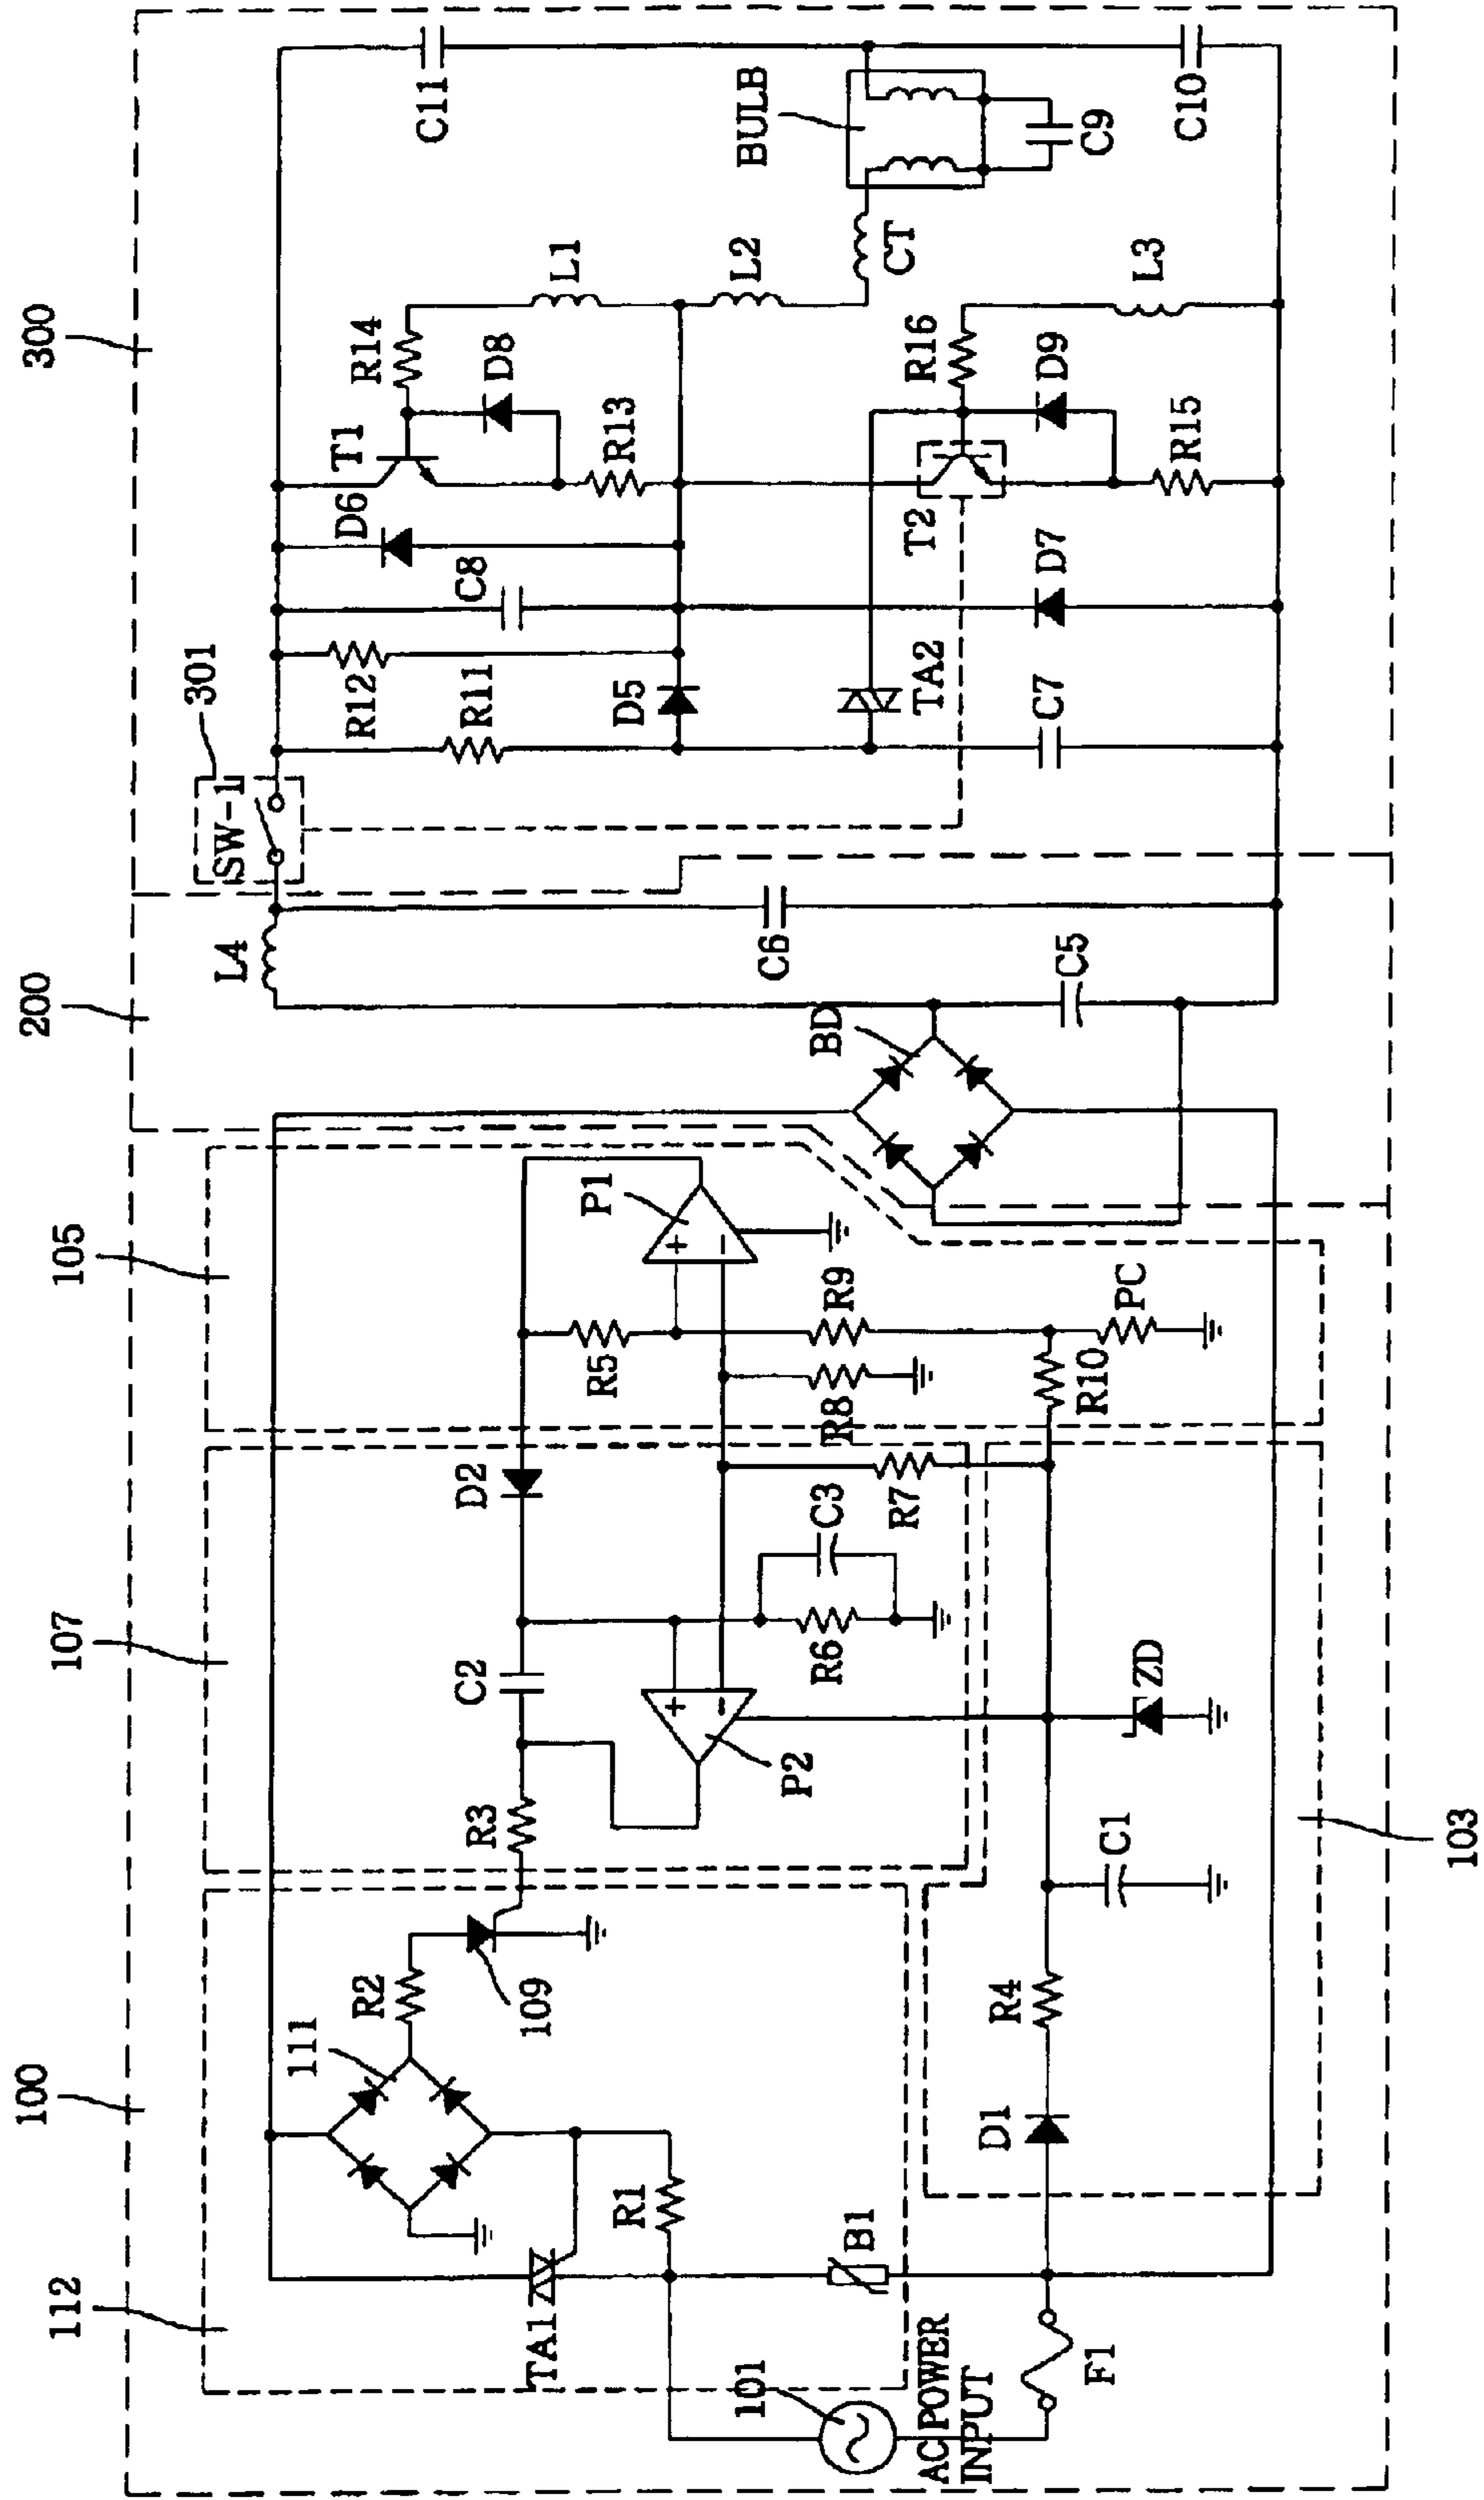 100
200
300
112
107
105
301
SW-1
L4
111
R2
109
R3
C2
D2
P1
R5
TA1
R1
P2
R6
C3
R8
R9
R7
R10
PC
101
AC POWER
INPUT
B1
F1
D1
R4
C1
ZD
103
BD
C5
C6
R12
R11
D5
C8
D6
T1
R14
D8
R13
L1
L2
CT
BULB
C11
TA2
C7
D7
T2
R16
D9
R15
L3
C9
C10
+
-
+
-